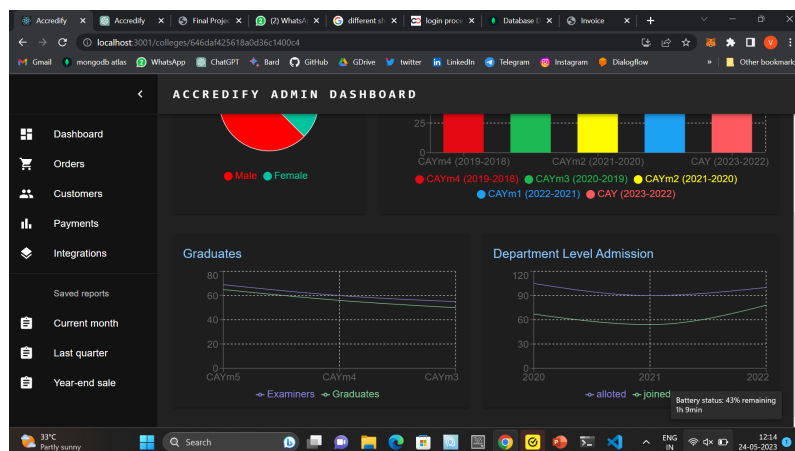 Accredify
Accredify
Final Projec
(2) WhatsA
different sh
login proce
Database D
Invoice
localhost:3001/colleges/646daf425618a0d36c1400c4
Gmail
mongodb atlas
WhatsApp
ChatGPT
Bard
GitHub
GDrive
twitter
LinkedIn
Telegram
Instagram
Dialogflow
»
Other bookmark
ACCREDIFY ADMIN DASHBOARD
Dashboard
Orders
Customers
Payments
Integrations
Saved reports
Current month
Last quarter
Year-end sale
Male
Female
25
0
CAYm4 (2019-2018)
CAYm2 (2021-2020)
CAY (2023-2022)
CAYm4 (2019-2018)
CAYm3 (2020-2019)
CAYm2 (2021-2020)
CAYm1 (2022-2021)
CAY (2023-2022)
Graduates
80
60
40
20
0
CAYm5
CAYm4
CAYm3
Examiners
Graduates
Department Level Admission
120
90
60
30
0
2020
2021
2022
alloted
joined
Battery status: 43% remaining
1h 9min
33°C
Partly sunny
Search
ENG
IN
12:14
24-05-2023
1